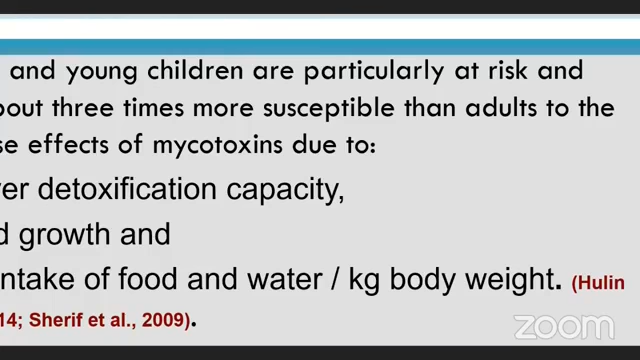 and young children are particularly at risk and
bout three times more susceptible than adults to the
se effects of mycotoxins due to:
er detoxification capacity,
d growth and
ntake of food and water / kg body weight. (Hulin
14; Sherif et al., 2009).
zoom